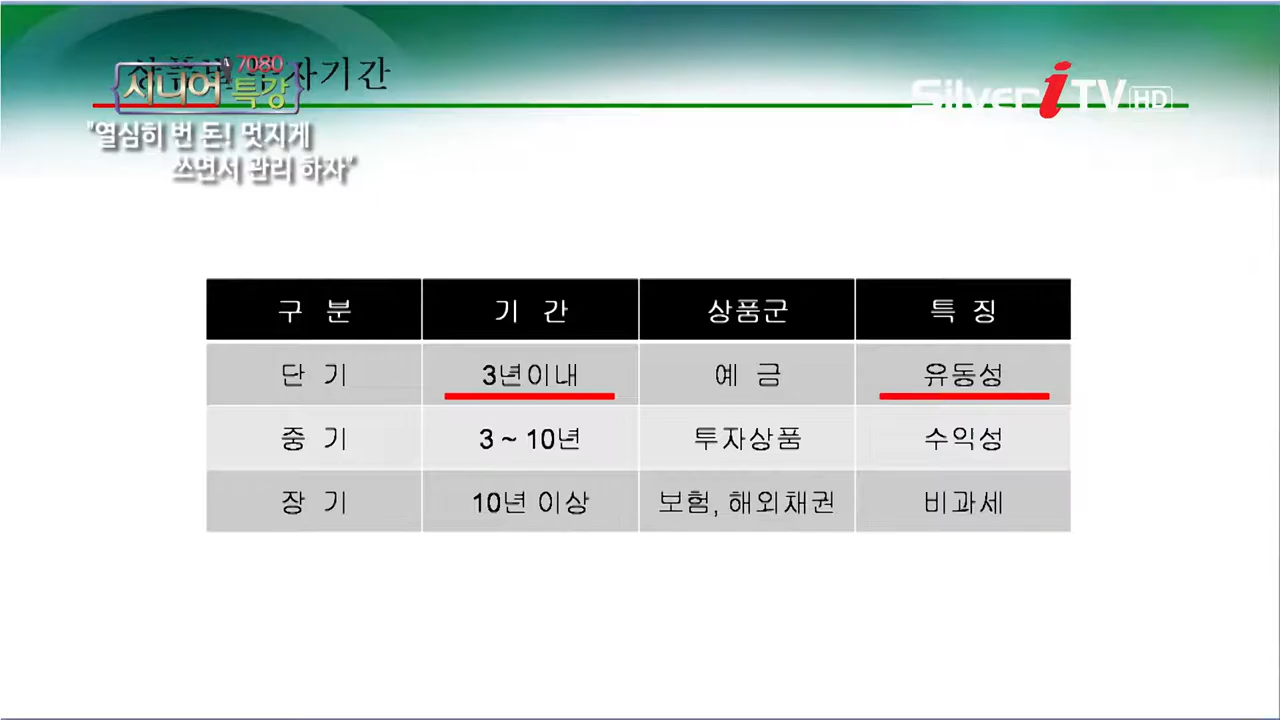 자기간
7080
시니어 특강
SilveriTV HD
"열심히 번 돈! 멋지게
쓰면서 관리 하자"
구 분 기 간 상품군 특 징
단 기 3년이내 예 금 유동성
중 기 3 ~ 10년 투자상품 수익성
장 기 10년 이상 보험, 해외채권 비과세